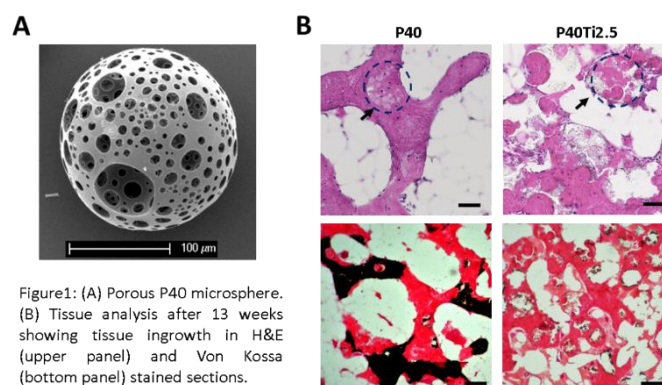 A
B
P40
P40Ti2.5
100 µm
Figure1: (A) Porous P40 microsphere.
(B) Tissue analysis after 13 weeks
showing tissue ingrowth in H&E
(upper panel) and Von Kossa
(bottom panel) stained sections.